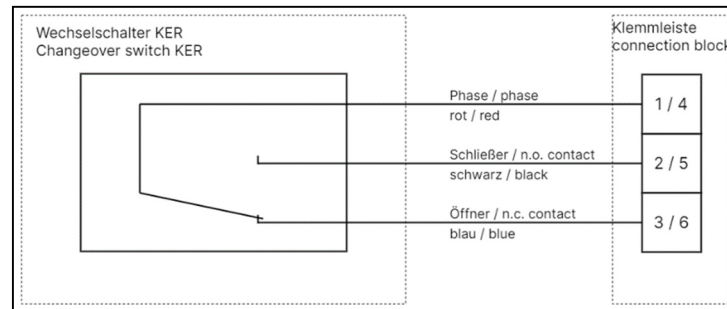 Wechselschalter KER
Changeover switch KER
Klemmleiste
connection block
Phase / phase
rot / red
1 / 4
Schließer / n.o. contact
schwarz / black
2 / 5
Öffner / n.c. contact
blau / blue
3 / 6